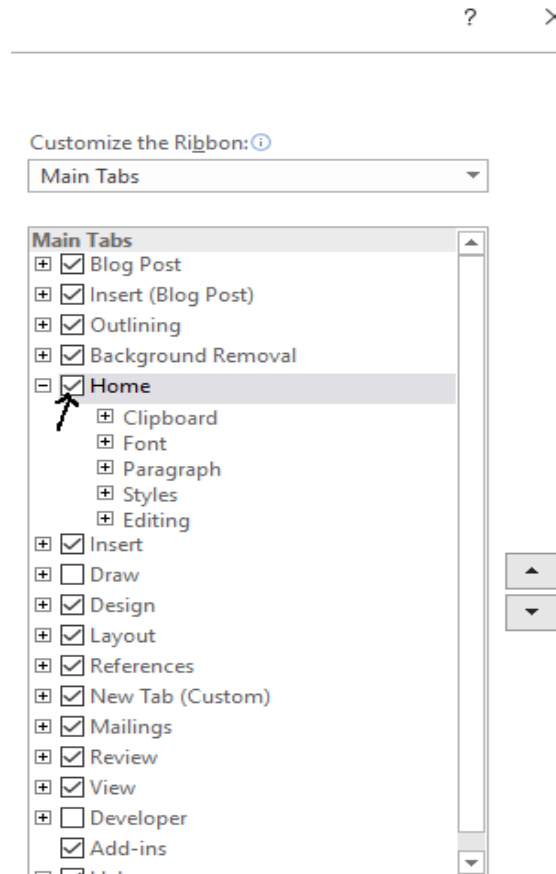 ?
Customize the Ribbon:
Main Tabs
Main Tabs
Blog Post
Insert (Blog Post)
Outlining
Background Removal
Home
Clipboard
Font
Paragraph
Styles
Editing
Insert
Draw
Design
Layout
References
New Tab (Custom)
Mailings
Review
View
Developer
Add-ins